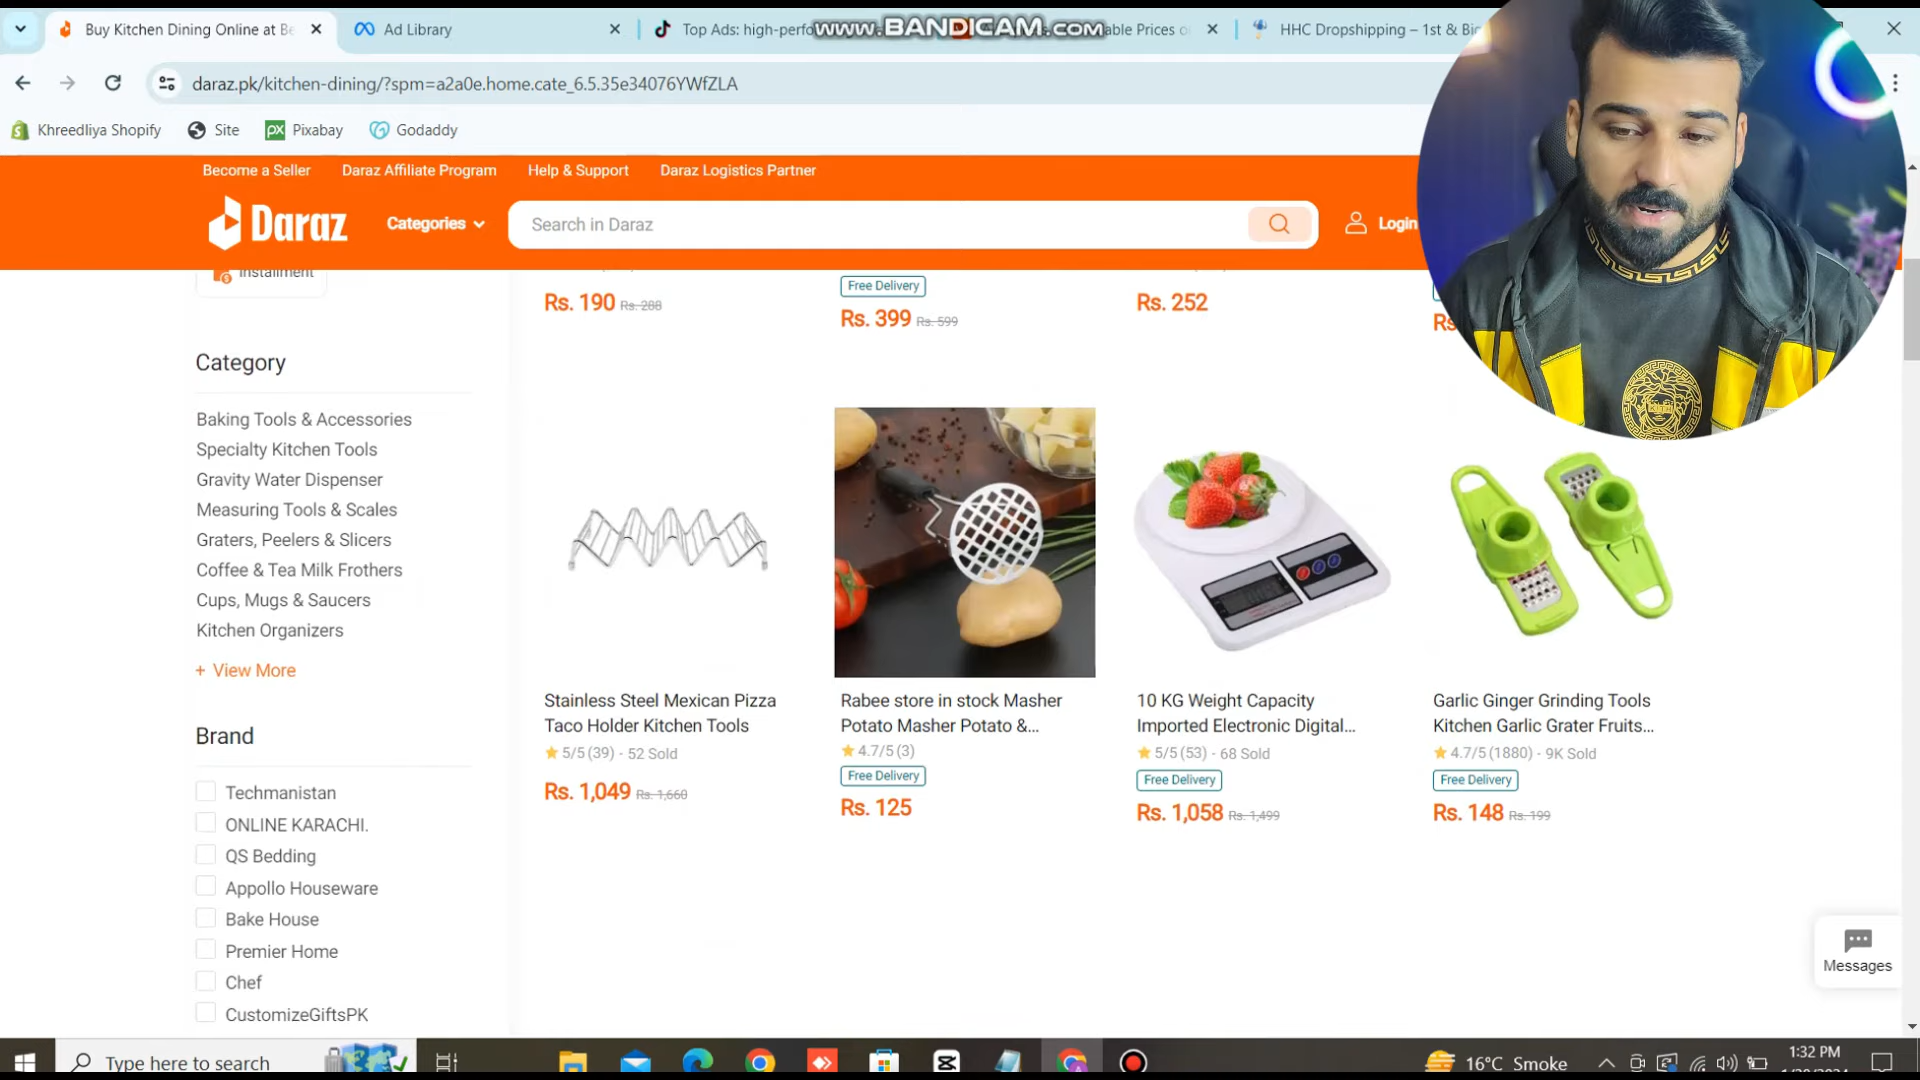 Buy Kitchen Dining Online at Be
Ad Library
Top Ads: high-perfo
www.BANDICAM.com
able Prices o
HHC Dropshipping – 1st & Bi
daraz.pk/kitchen-dining/?spm=a2a0e.home.cate_6.5.35e34076YWfZLA
Khreedliya Shopify
Site
px
Pixabay
Godaddy
Become a Seller
Daraz Affiliate Program
Help & Support
Daraz Logistics Partner
Daraz
Categories
Search in Daraz
Login
Installment
Rs. 190 Rs. 288
Free Delivery
Rs. 399 Rs. 599
Rs. 252
Rs
Category
Baking Tools & Accessories
Specialty Kitchen Tools
Gravity Water Dispenser
Measuring Tools & Scales
Graters, Peelers & Slicers
Coffee & Tea Milk Frothers
Cups, Mugs & Saucers
Kitchen Organizers
+ View More
Brand
Techmanistan
ONLINE KARACHI.
QS Bedding
Appollo Houseware
Bake House
Premier Home
Chef
CustomizeGiftsPK
Stainless Steel Mexican Pizza
Taco Holder Kitchen Tools
5/5 (39) - 52 Sold
Rs. 1,049 Rs. 1,660
Rabee store in stock Masher
Potato Masher Potato &...
4.7/5 (3)
Free Delivery
Rs. 125
10 KG Weight Capacity
Imported Electronic Digital...
5/5 (53) - 68 Sold
Free Delivery
Rs. 1,058 Rs. 1,499
Garlic Ginger Grinding Tools
Kitchen Garlic Grater Fruits...
4.7/5 (1880) - 9K Sold
Free Delivery
Rs. 148 Rs. 199
Messages
Type here to search
16°C Smoke
1:32 PM